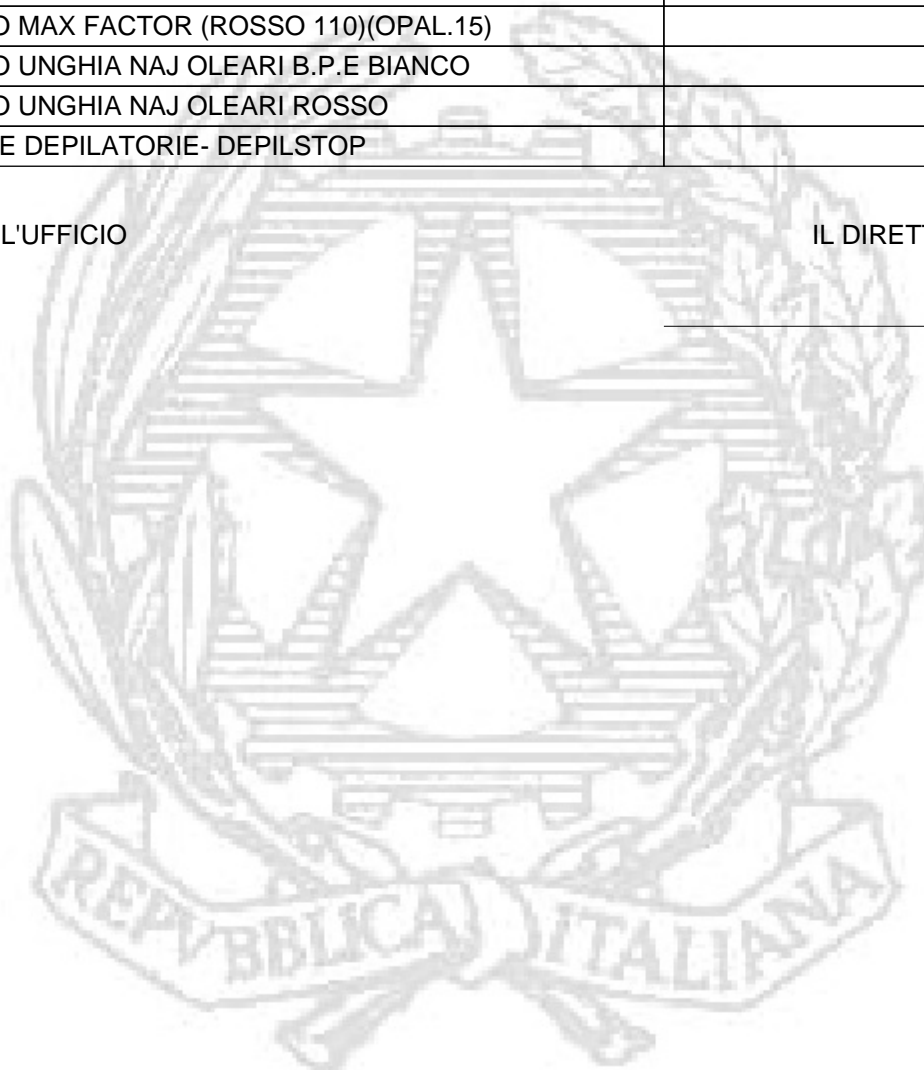 O MAX FACTOR (ROSSO 110)(OPAL.15)
O UNGHIA NAJ OLEARI B.P.E BIANCO
O UNGHIA NAJ OLEARI ROSSO
E DEPILATORIE- DEPILSTOP
L'UFFICIO IL DIRETT
REPVBBLICA ITALIANA